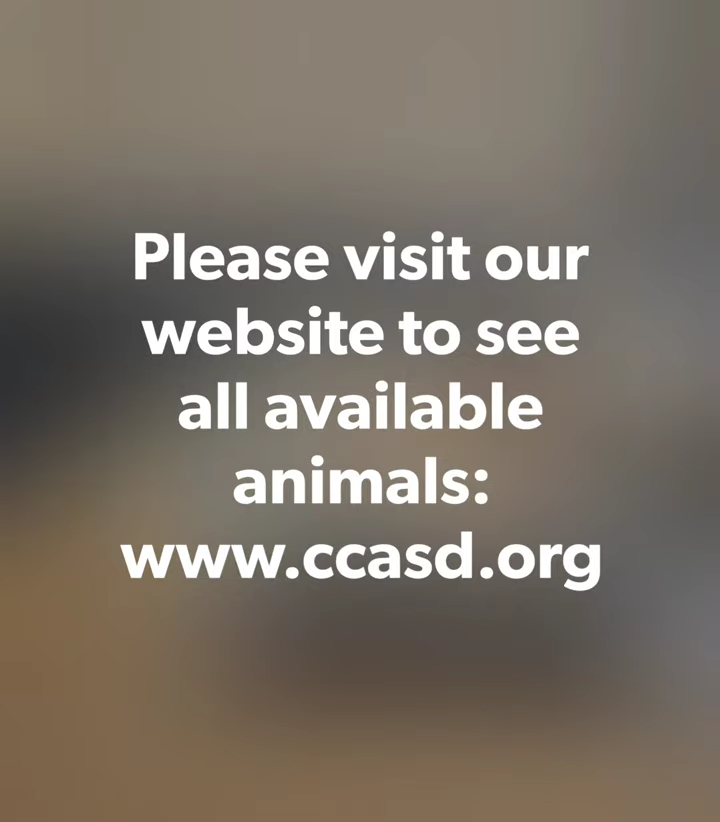 Please visit our
website to see
all available
animals:
www.ccasd.org